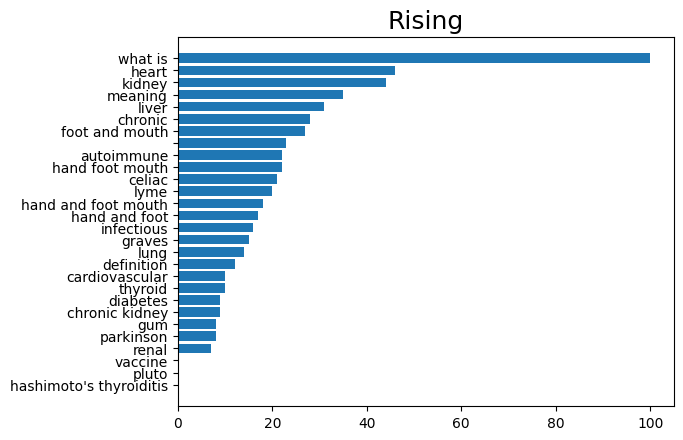 Rising
what is
heart
kidney
meaning
liver
chronic
foot and mouth
autoimmune
hand foot mouth
celiac
lyme
hand and foot mouth
hand and foot
infectious
graves
lung
definition
cardiovascular
thyroid
diabetes
chronic kidney
gum
parkinson
renal
vaccine
pluto
hashimoto's thyroiditis
0 20 40 60 80 100